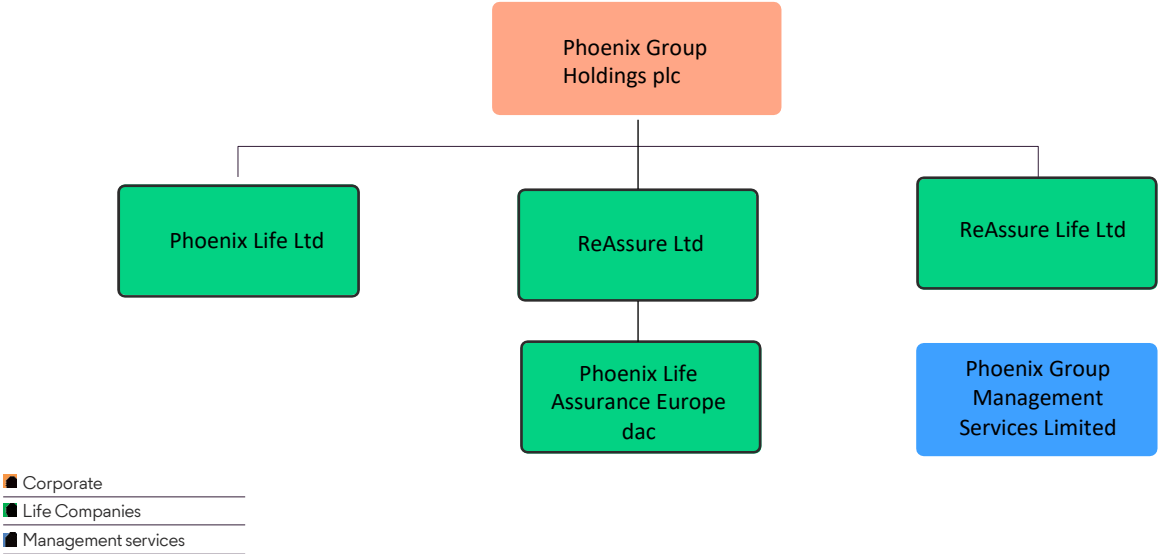 Phoenix Group
Holdings plc
Phoenix Life Ltd
ReAssure Ltd
ReAssure Life Ltd
Phoenix Life
Assurance Europe
dac
Phoenix Group
Management
Services Limited
Corporate
Life Companies
Management services